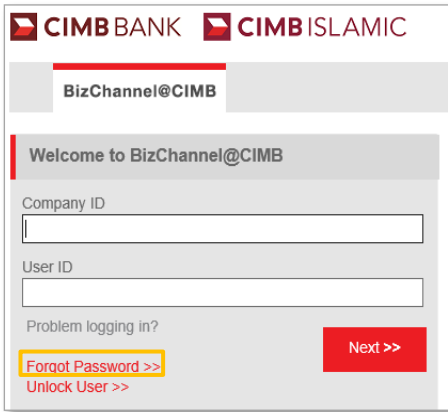 CIMB BANK CIMB ISLAMIC
BizChannel@CIMB
Welcome to BizChannel@CIMB
Company ID
User ID
Problem logging in?
Next >>
Forgot Password >>
Unlock User >>